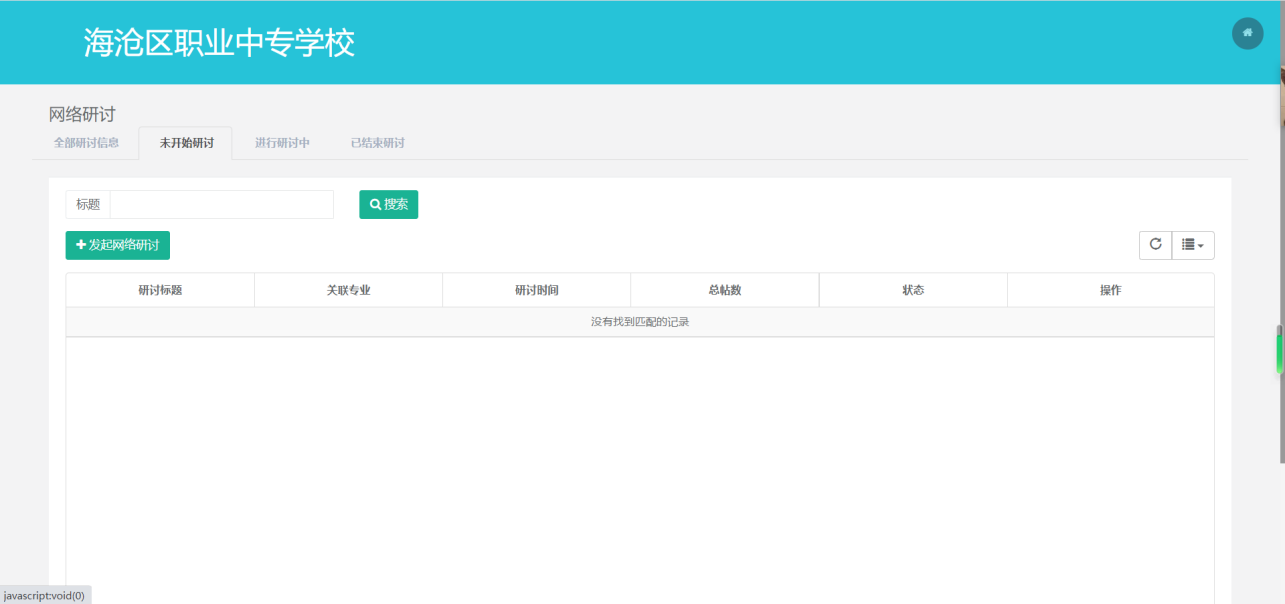 海沧区职业中专学校
网络研讨
全部研讨信息 未开始研讨 进行研讨中 已结束研讨
标题 搜索
发起网络研讨
研讨标题 关联专业 研讨时间 总帖数 状态 操作
没有找到匹配的记录
javascript:void(0)